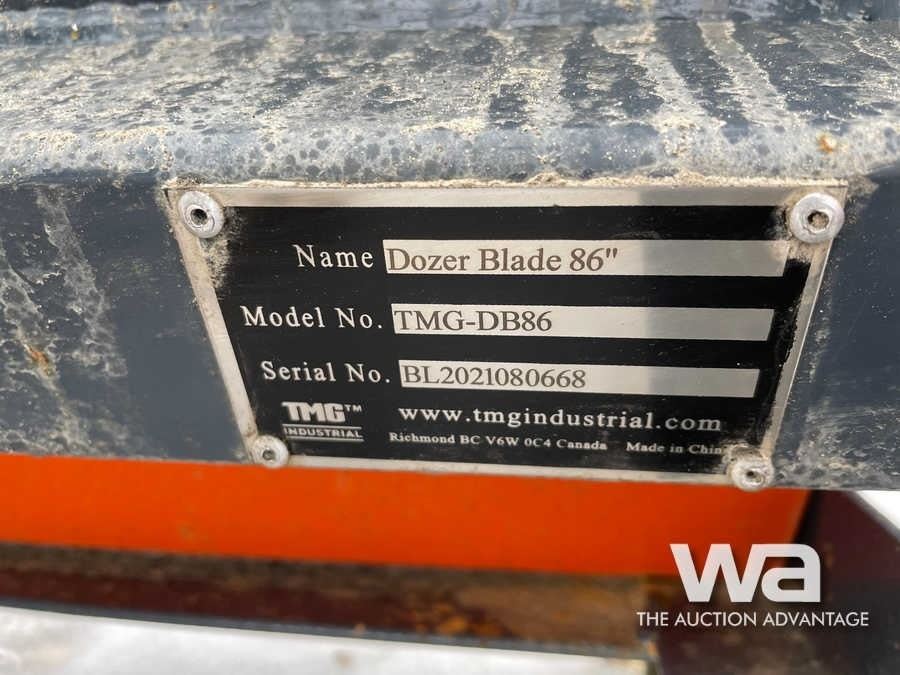 Name Dozer Blade 86"
Model No. TMG-DB86
Serial No. BL2021080668
TMG™
INDUSTRIAL
www.tmgindustrial.com
Richmond BC V6W 0C4 Canada Made in China
wa
THE AUCTION ADVANTAGE